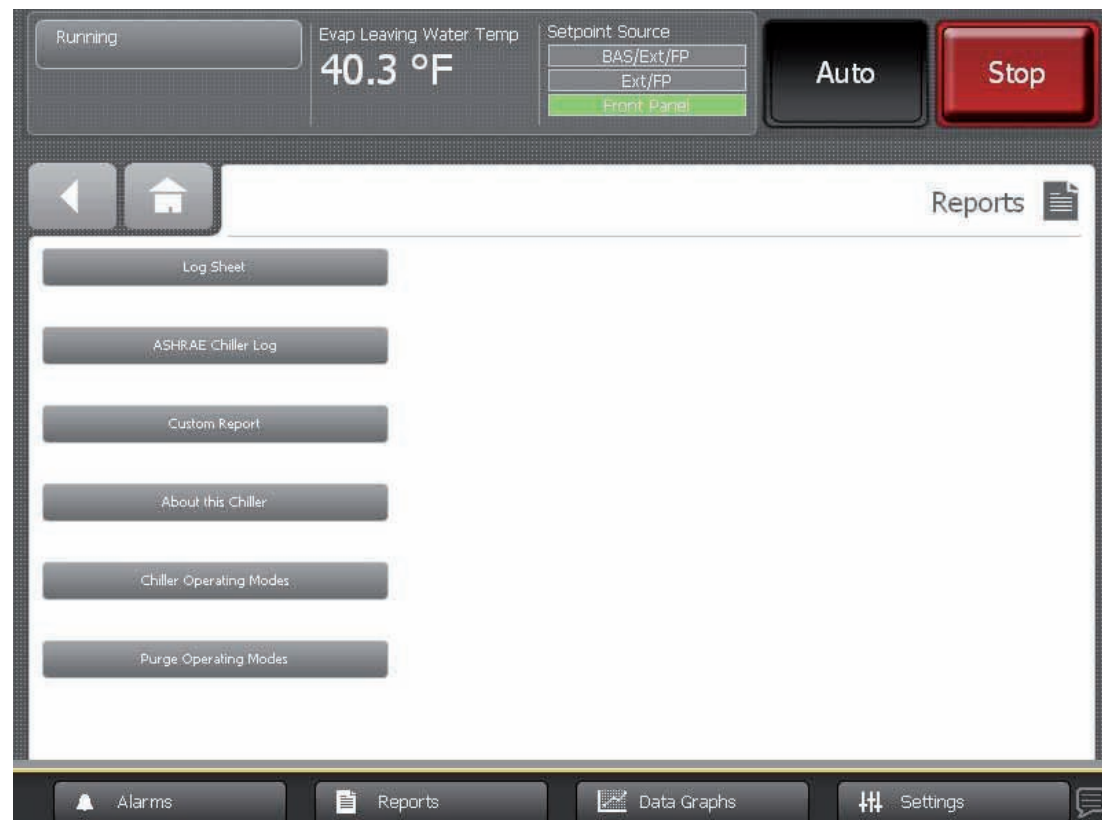 Running
Evap Leaving Water Temp
40.3 °F
Setpoint Source
BAS/Ext/FP
Ext/FP
Front Panel
Auto
Stop
Reports
Log Sheet
ASHRAE Chiller Log
Custom Report
About this Chiller
Chiller Operating Modes
Purge Operating Modes
Alarms
Reports
Data Graphs
Settings